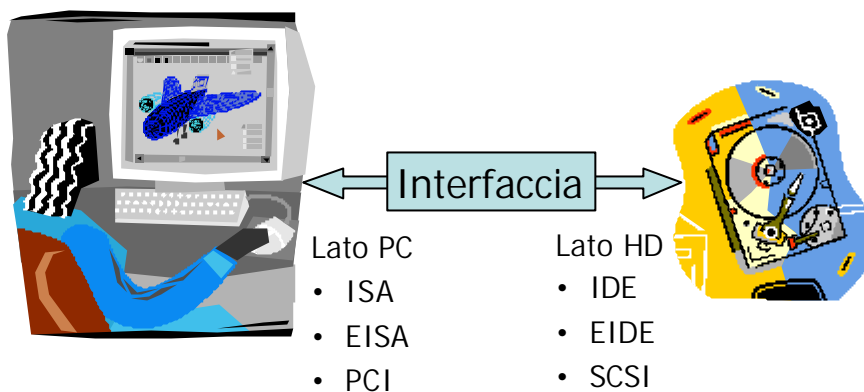 Interfaccia
Lato PC
• ISA
• EISA
• PCI
Lato HD
• IDE
• EIDE
• SCSI